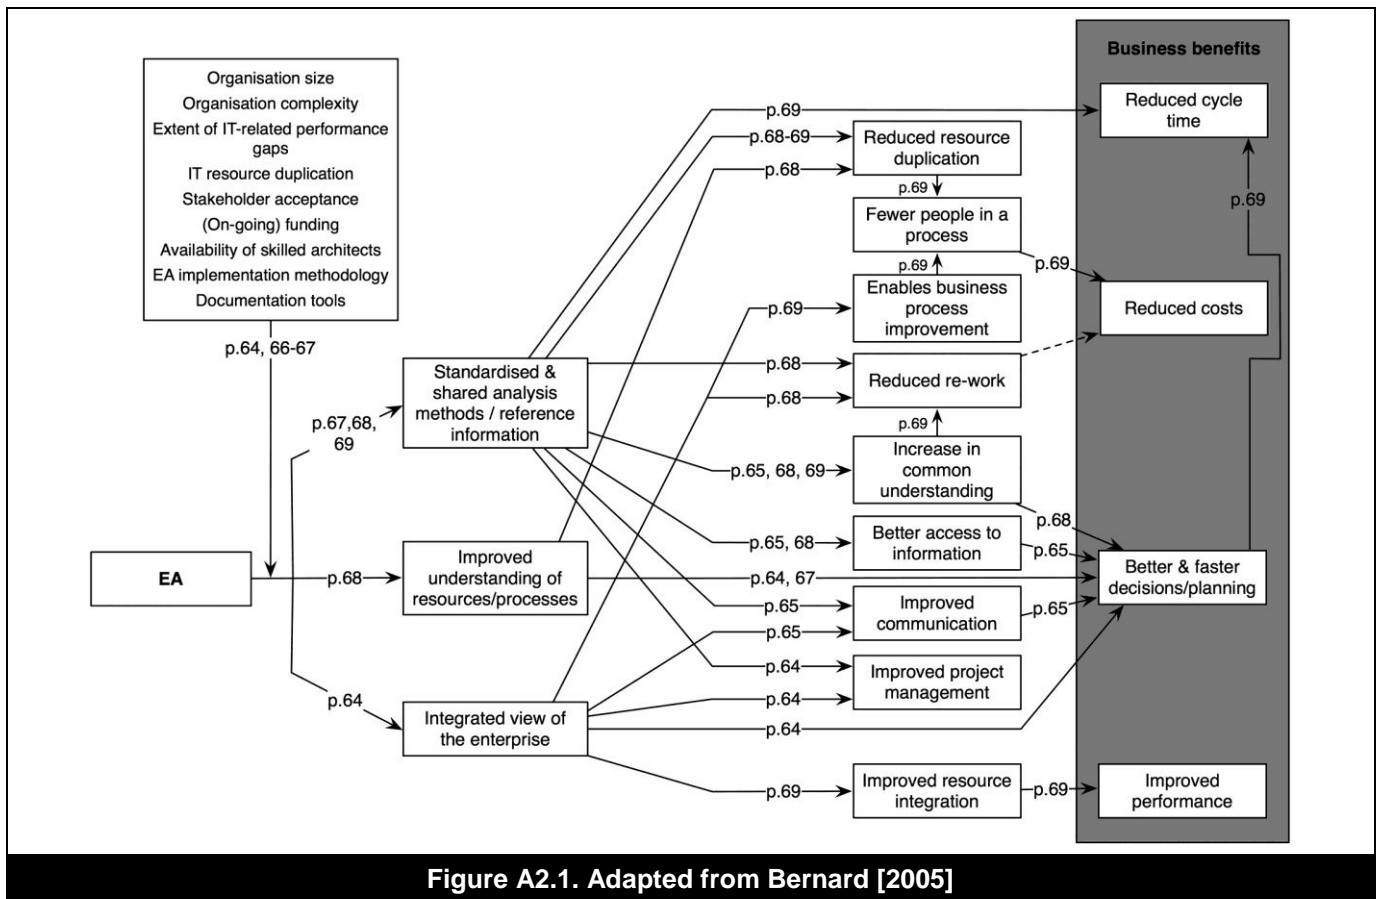 Business benefits
Organisation size
Organisation complexity
Extent of IT-related performance
gaps
IT resource duplication
Stakeholder acceptance
(On-going) funding
Availability of skilled architects
EA implementation methodology
Documentation tools
p.64, 66-67
EA
p.67,68,
69
p.68
p.64
Standardised &
shared analysis
methods / reference
information
Improved
understanding of
resources/processes
Integrated view of
the enterprise
p.69
p.68-69
p.68
p.69
p.68
p.68
p.65, 68, 69
p.65, 68
p.64, 67
p.65
p.65
p.64
p.64
p.64
p.69
Reduced resource
duplication
p.69
Fewer people in a
process
p.69
Enables business
process
improvement
Reduced re-work
p.69
Increase in
common
understanding
Better access to
information
Improved
communication
Improved project
management
Improved resource
integration
p.69
p.68
p.65
p.65
p.69
Reduced cycle
time
p.69
Reduced costs
Better & faster
decisions/planning
Improved
performance
Figure A2.1. Adapted from Bernard [2005]